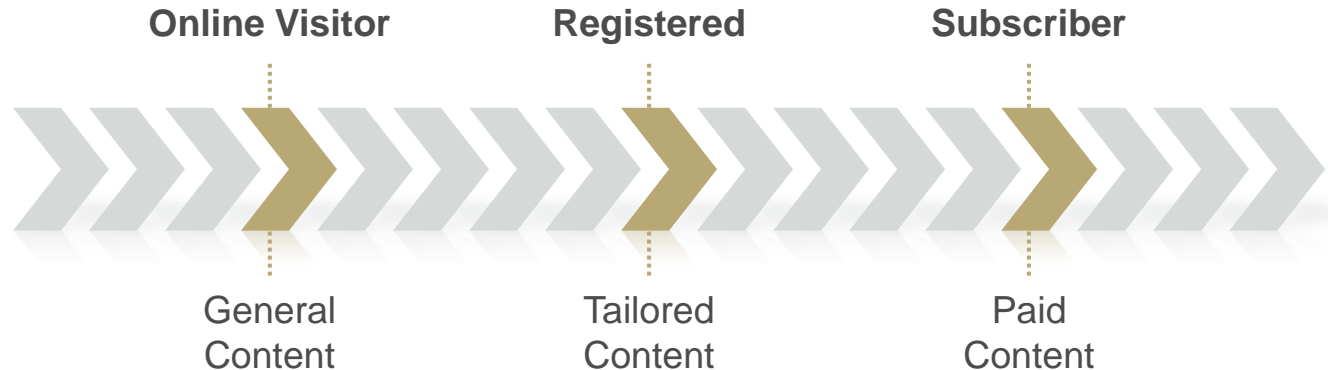 Online Visitor
Registered
Subscriber
General
Content
Tailored
Content
Paid
Content